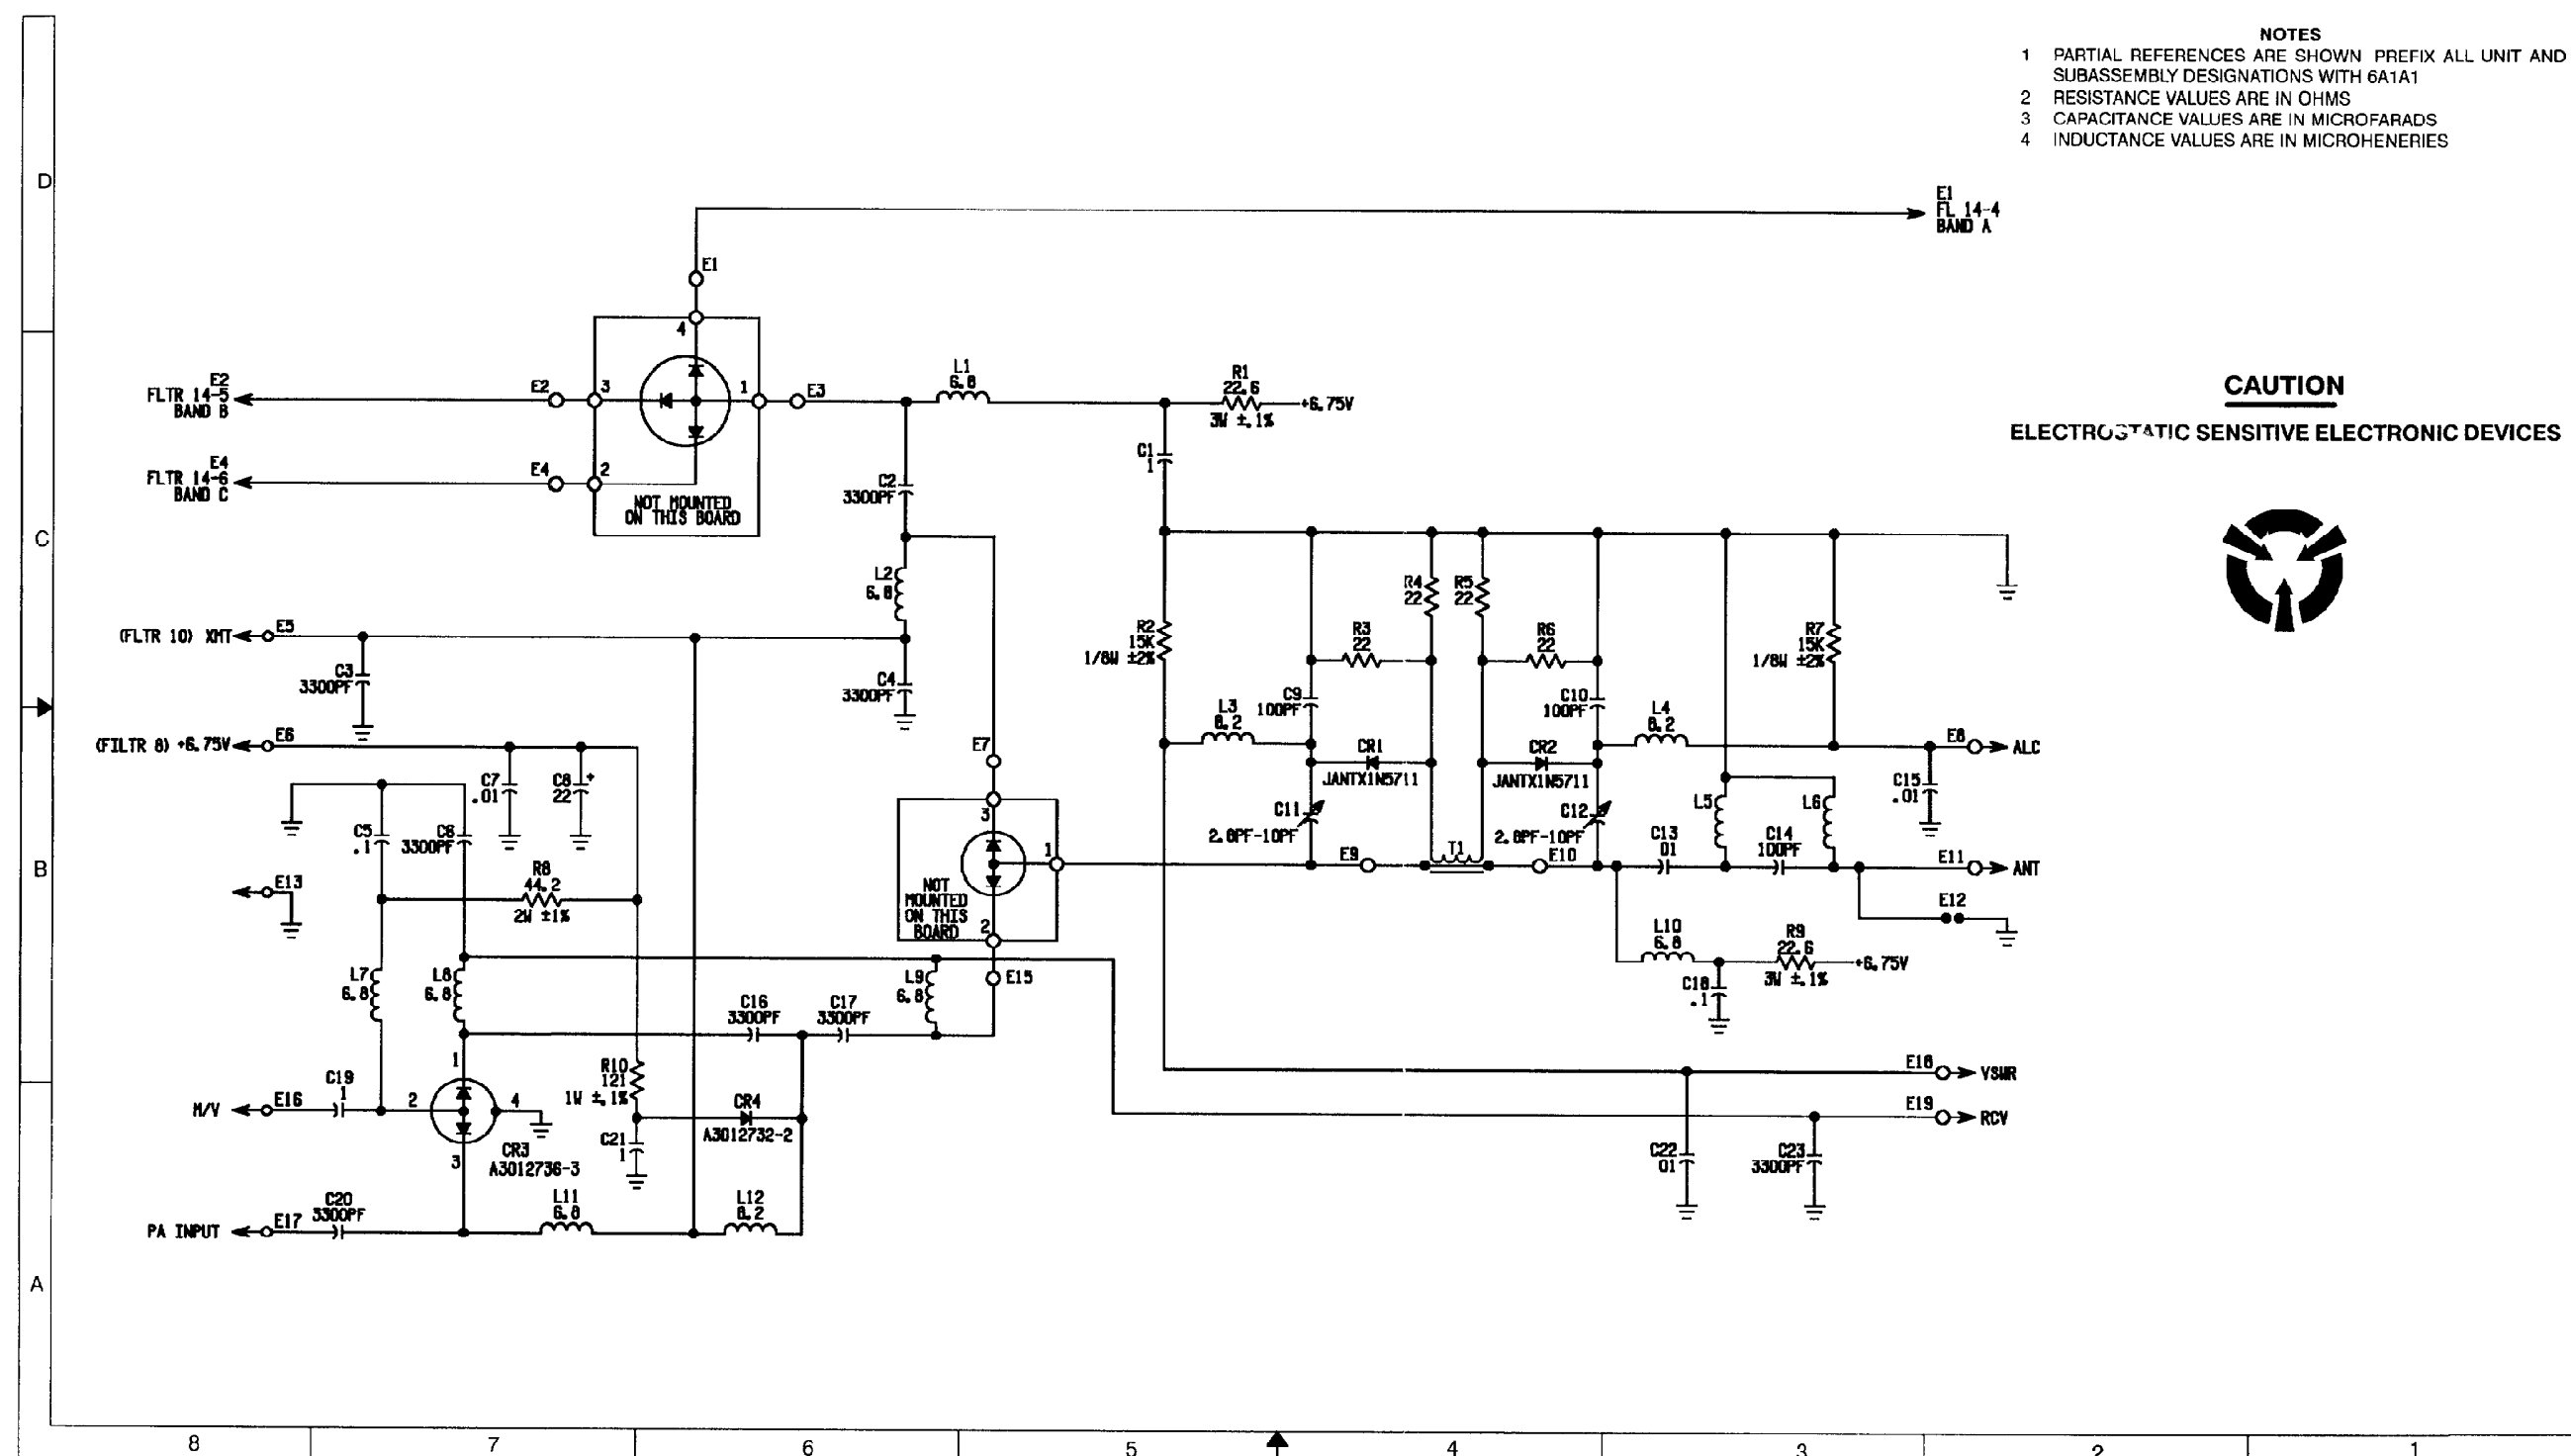 NOTES
1 PARTIAL REFERENCES ARE SHOWN PREFIX ALL UNIT AND
SUBASSEMBLY DESIGNATIONS WITH 6A1A1
2 RESISTANCE VALUES ARE IN OHMS
3 CAPACITANCE VALUES ARE IN MICROFARADS
4 INDUCTANCE VALUES ARE IN MICROHENERIES
D
E1
FL 14-4
BAND A
E1
4
E2
FLTR 14-5
BAND B
E2
3
1
E3
L1
6.8
R1
22.6
3W ±.1%
+6.75V
CAUTION
ELECTROSTATIC SENSITIVE ELECTRONIC DEVICES
E4
FLTR 14-6
BAND C
E4
2
NOT MOUNTED
ON THIS BOARD
C1
1
C2
3300PF
C
L2
6.8
R4
22
R5
22
(FLTR 10) XMT
E5
R2
15K
1/8W ±2%
R3
22
R6
22
R7
15K
1/8W ±2%
C3
3300PF
C4
3300PF
C9
100PF
C10
100PF
L3
8.2
L4
8.2
(FILTR 8) +6.75V
E6
E7
CR1
JANTX1N5711
CR2
JANTX1N5711
E8
ALC
C7
.01
C8
22
+
C15
.01
C5
.1
C6
3300PF
3
C11
2.8PF-10PF
C12
2.8PF-10PF
L5
L6
C13
01
C14
100PF
B
1
E9
T1
E10
E11
ANT
E13
R8
44.2
2W ±1%
NOT
MOUNTED
ON THIS
BOARD
2
E12
L10
6.8
R9
22.6
3W ±.1%
+6.75V
L7
6.8
L8
6.8
L9
6.8
E15
C18
.1
C16
3300PF
C17
3300PF
1
R10
121
1W ±.1%
E18
VSWR
M/V
E16
C19
1
2
4
CR4
A3012732-2
E19
RCV
3
CR3
A3012736-3
C21
1
C22
01
C23
3300PF
PA INPUT
E17
C20
3300PF
L11
6.8
L12
8.2
A
8 7 6 5 4 3 2 1